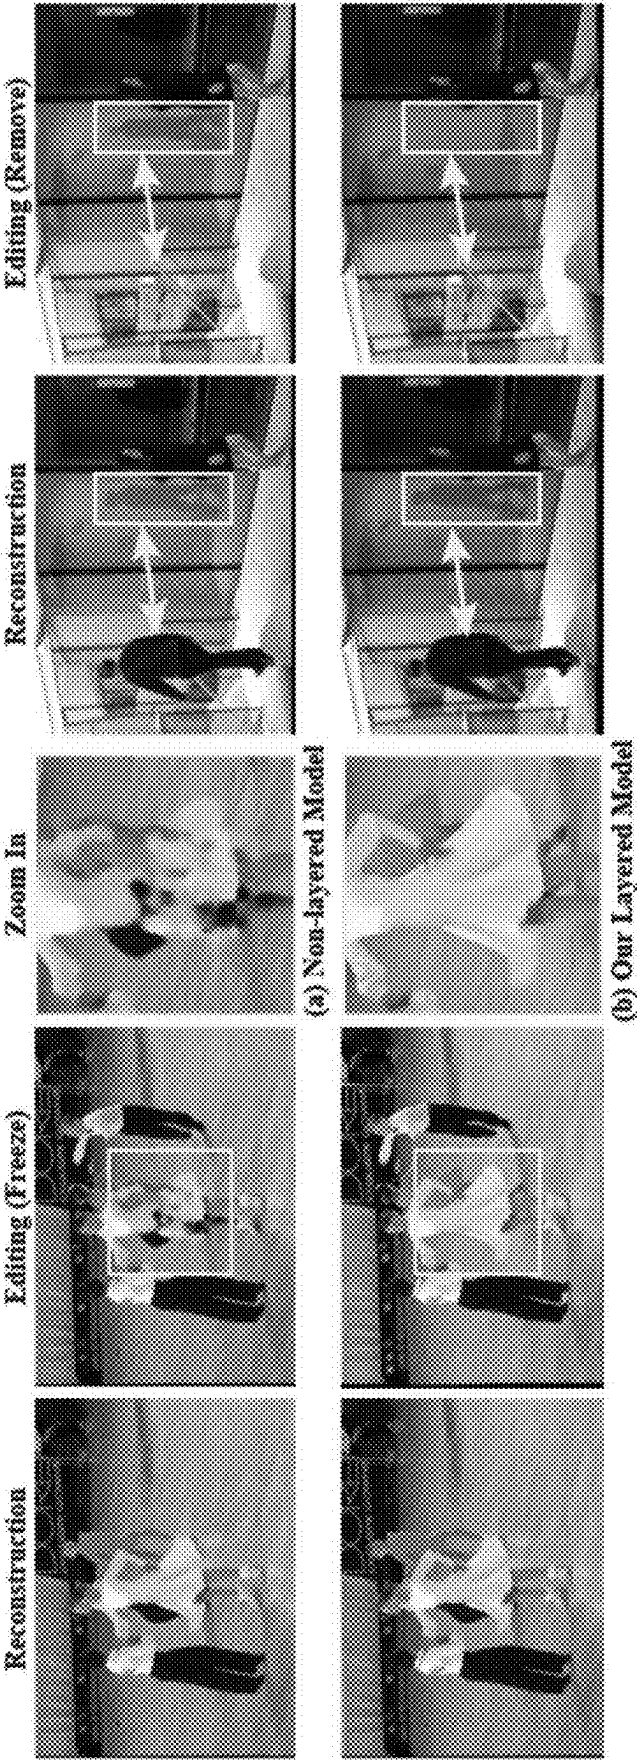 Reconstruction Editing (Freeze) Zoom In Reconstruction Editing (Remove)
(a) Non-layered Model
(b) Our Layered Model